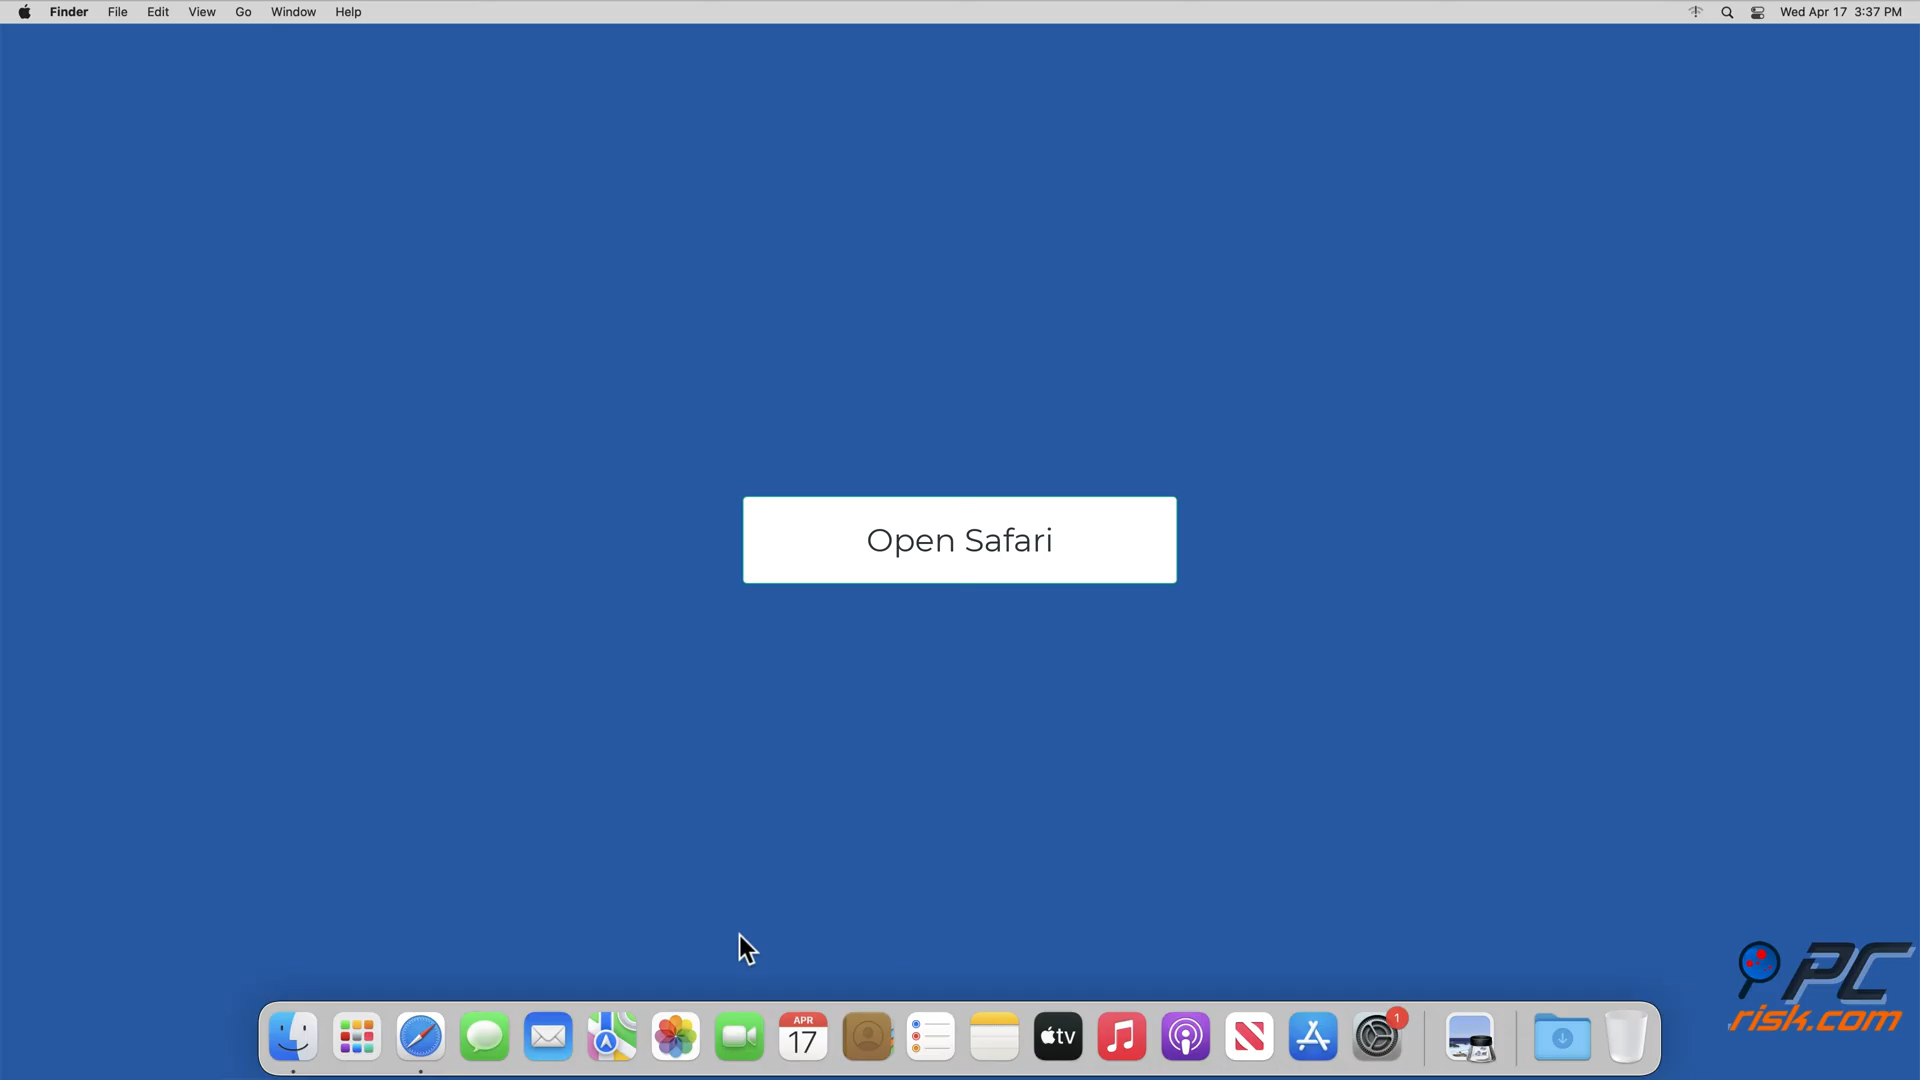 Finder File Edit View Go Window Help
Wed Apr 17 3:37 PM
Open Safari
APR
17
tv
1
PC
risk.com